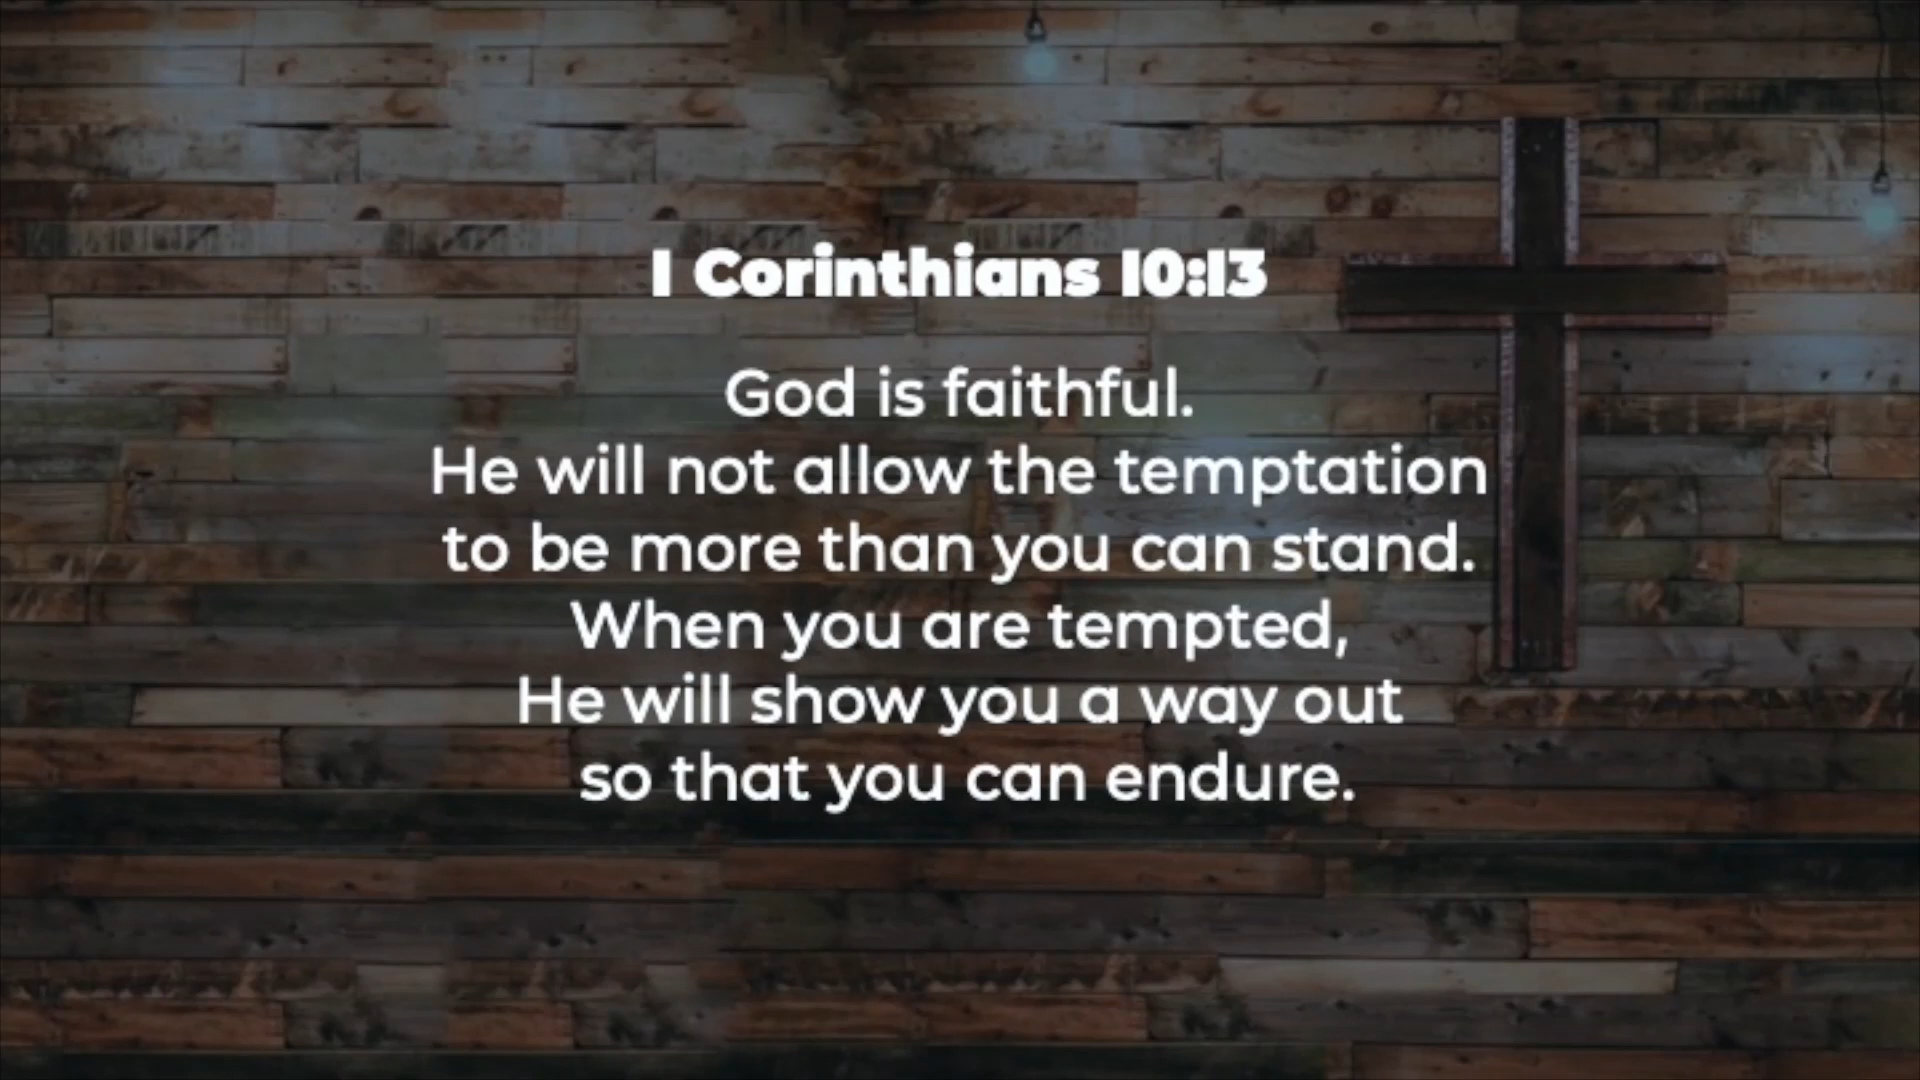 1 Corinthians 10:13
God is faithful.
He will not allow the temptation
to be more than you can stand.
When you are tempted,
He will show you a way out
so that you can endure.